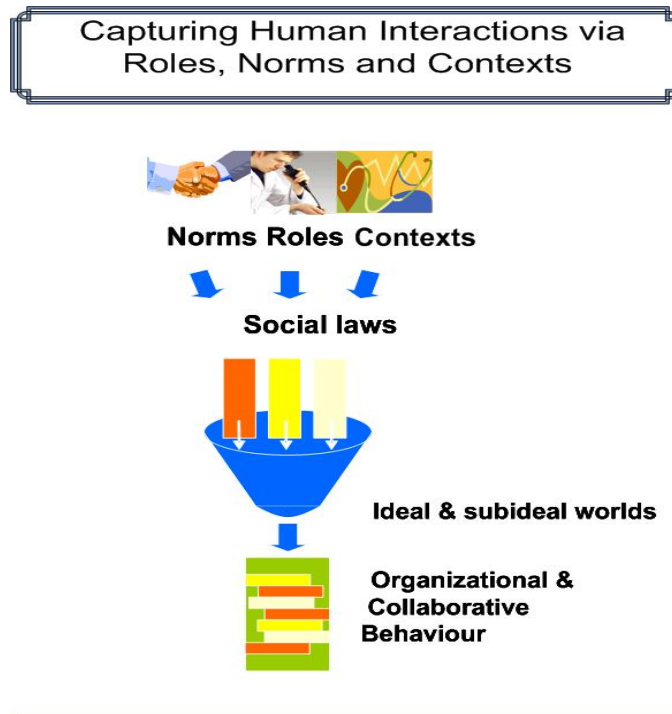 Capturing Human Interactions via
Roles, Norms and Contexts
Norms Roles Contexts
Social laws
Ideal & subideal worlds
Organizational &
Collaborative
Behaviour